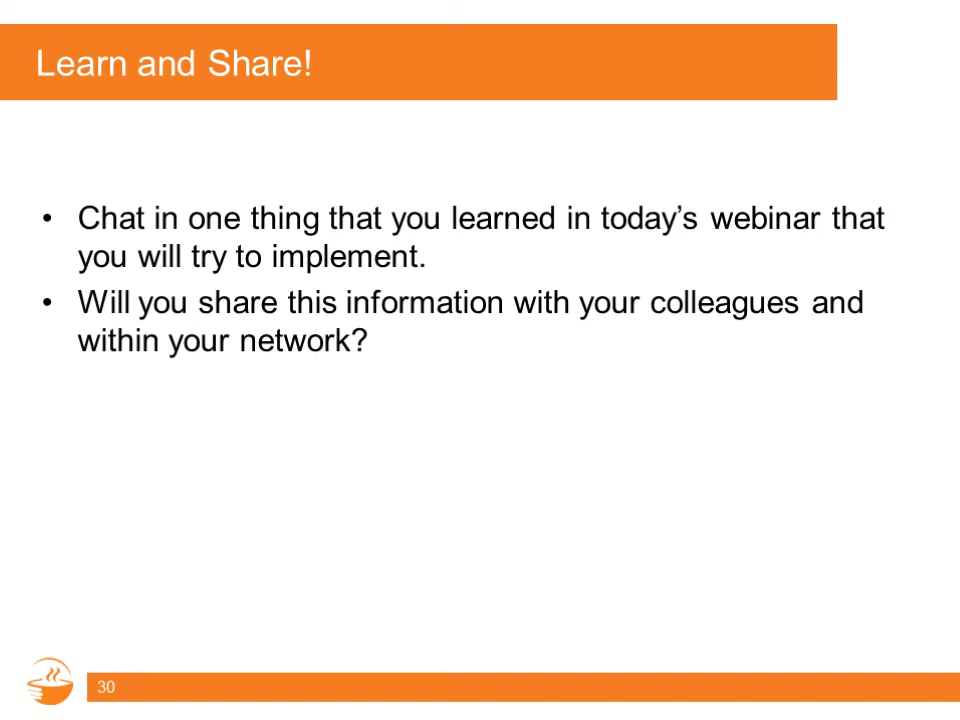 Learn and Share!
• Chat in one thing that you learned in today’s webinar that
you will try to implement.
• Will you share this information with your colleagues and
within your network?
30